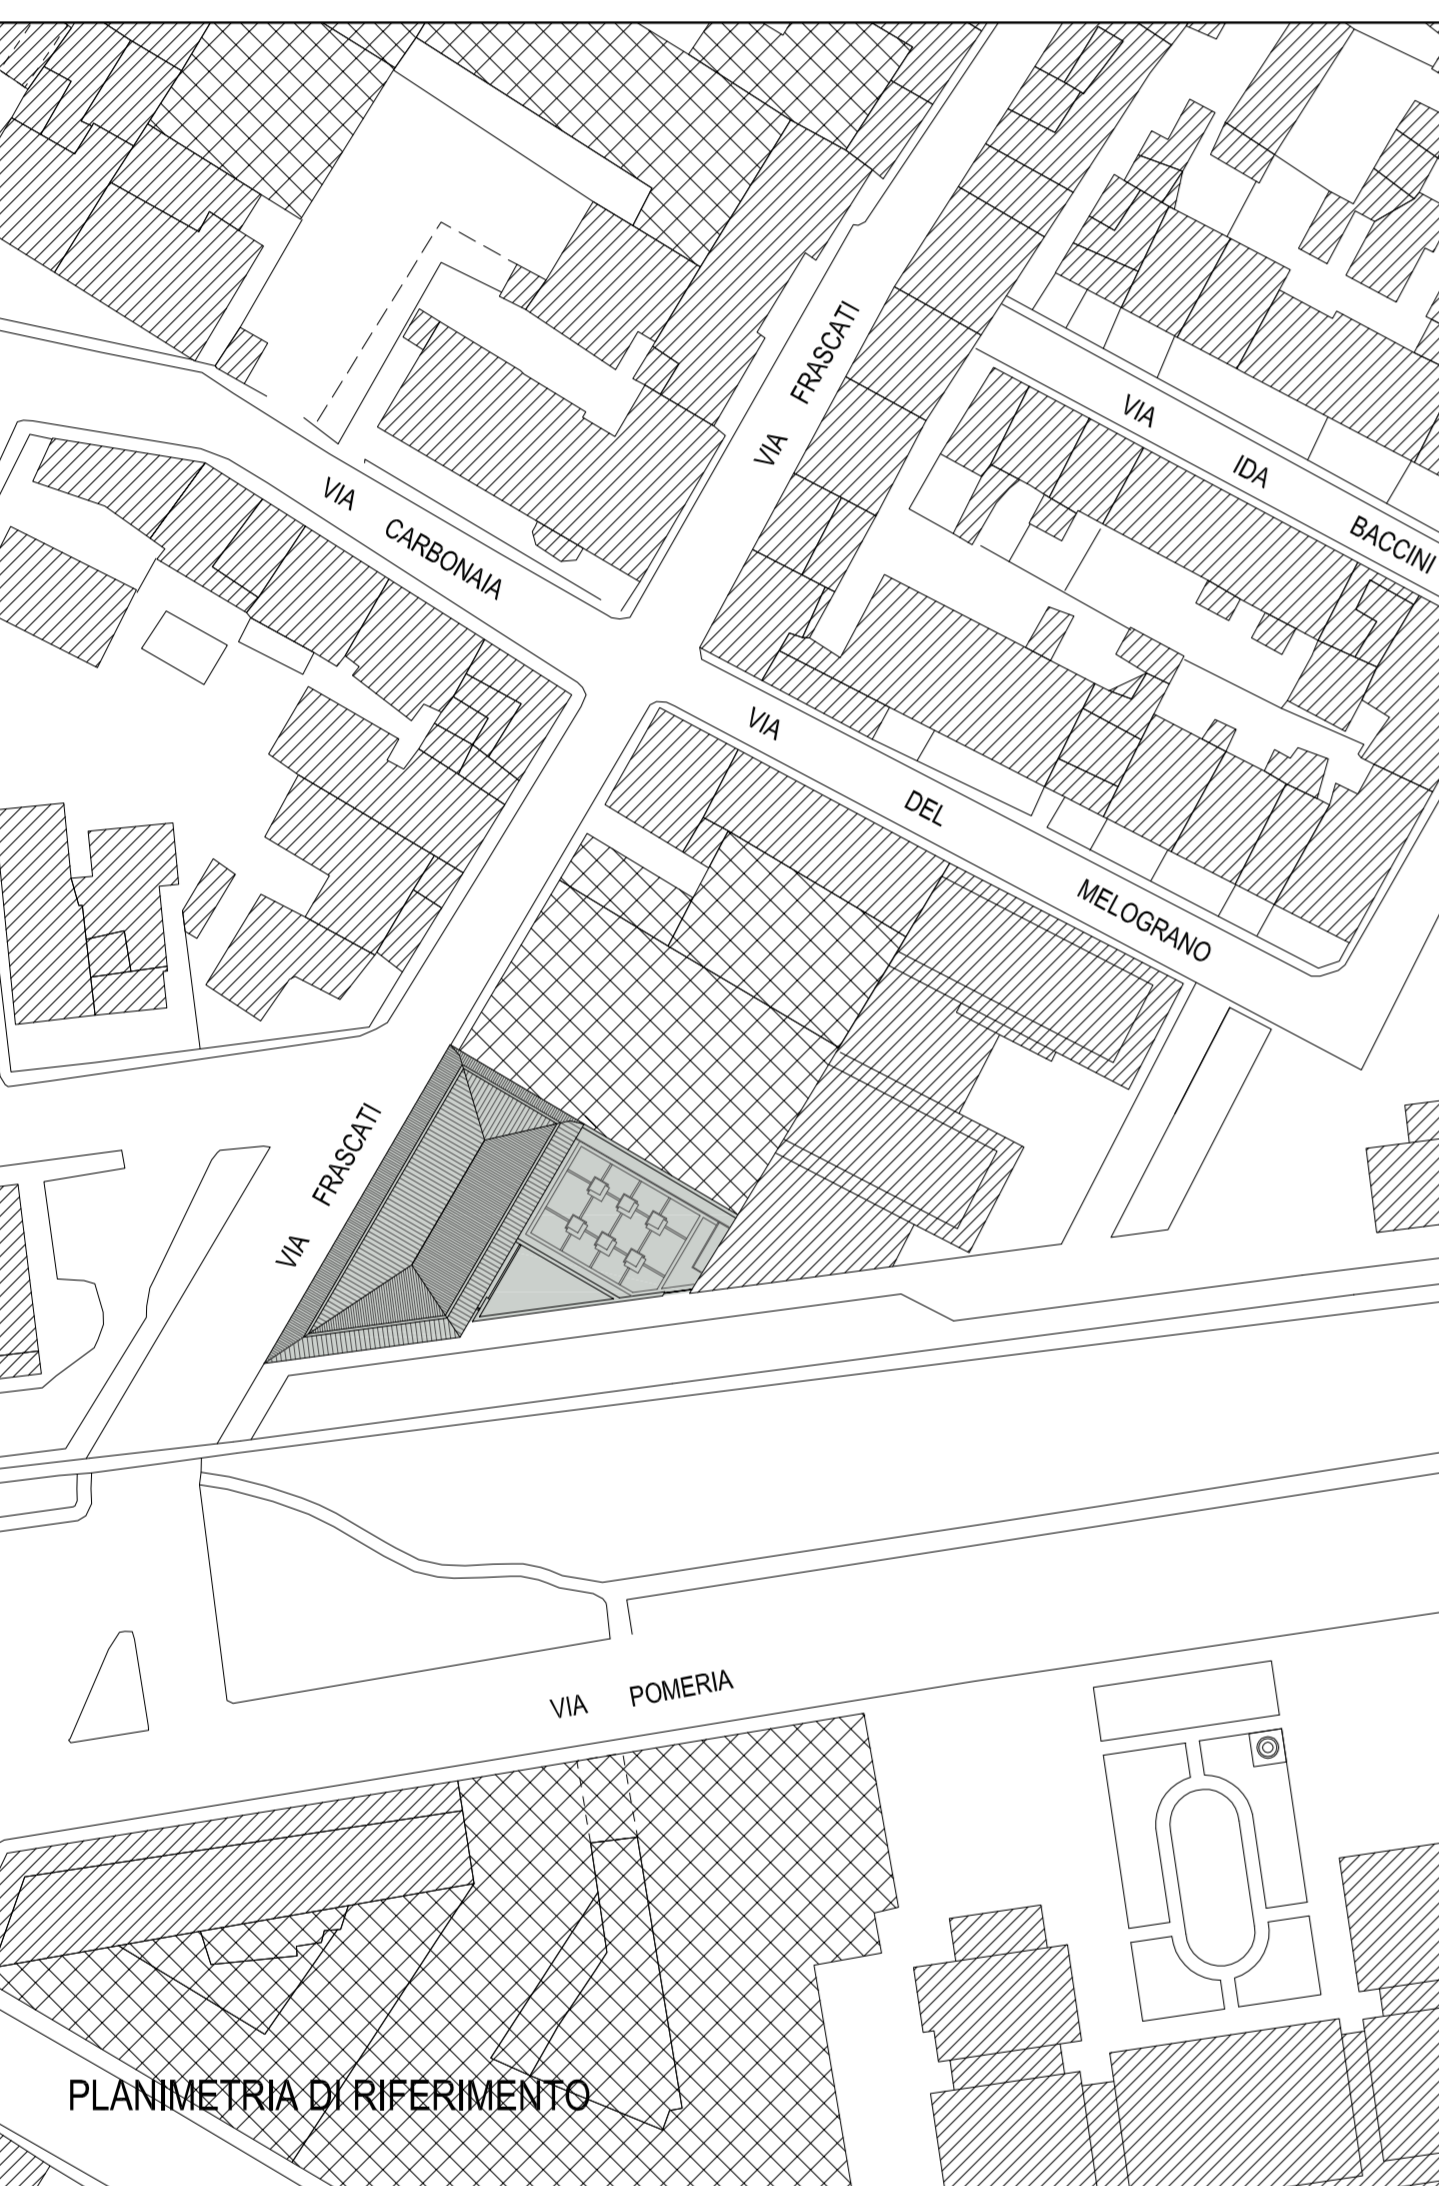 VIA FRASCATI
VIA IDA BACCINI
VIA CARBONAIA
VIA DEL MELOGRANO
VIA FRASCATI
VIA POMERIA
PLANIMETRIA DI RIFERIMENTO